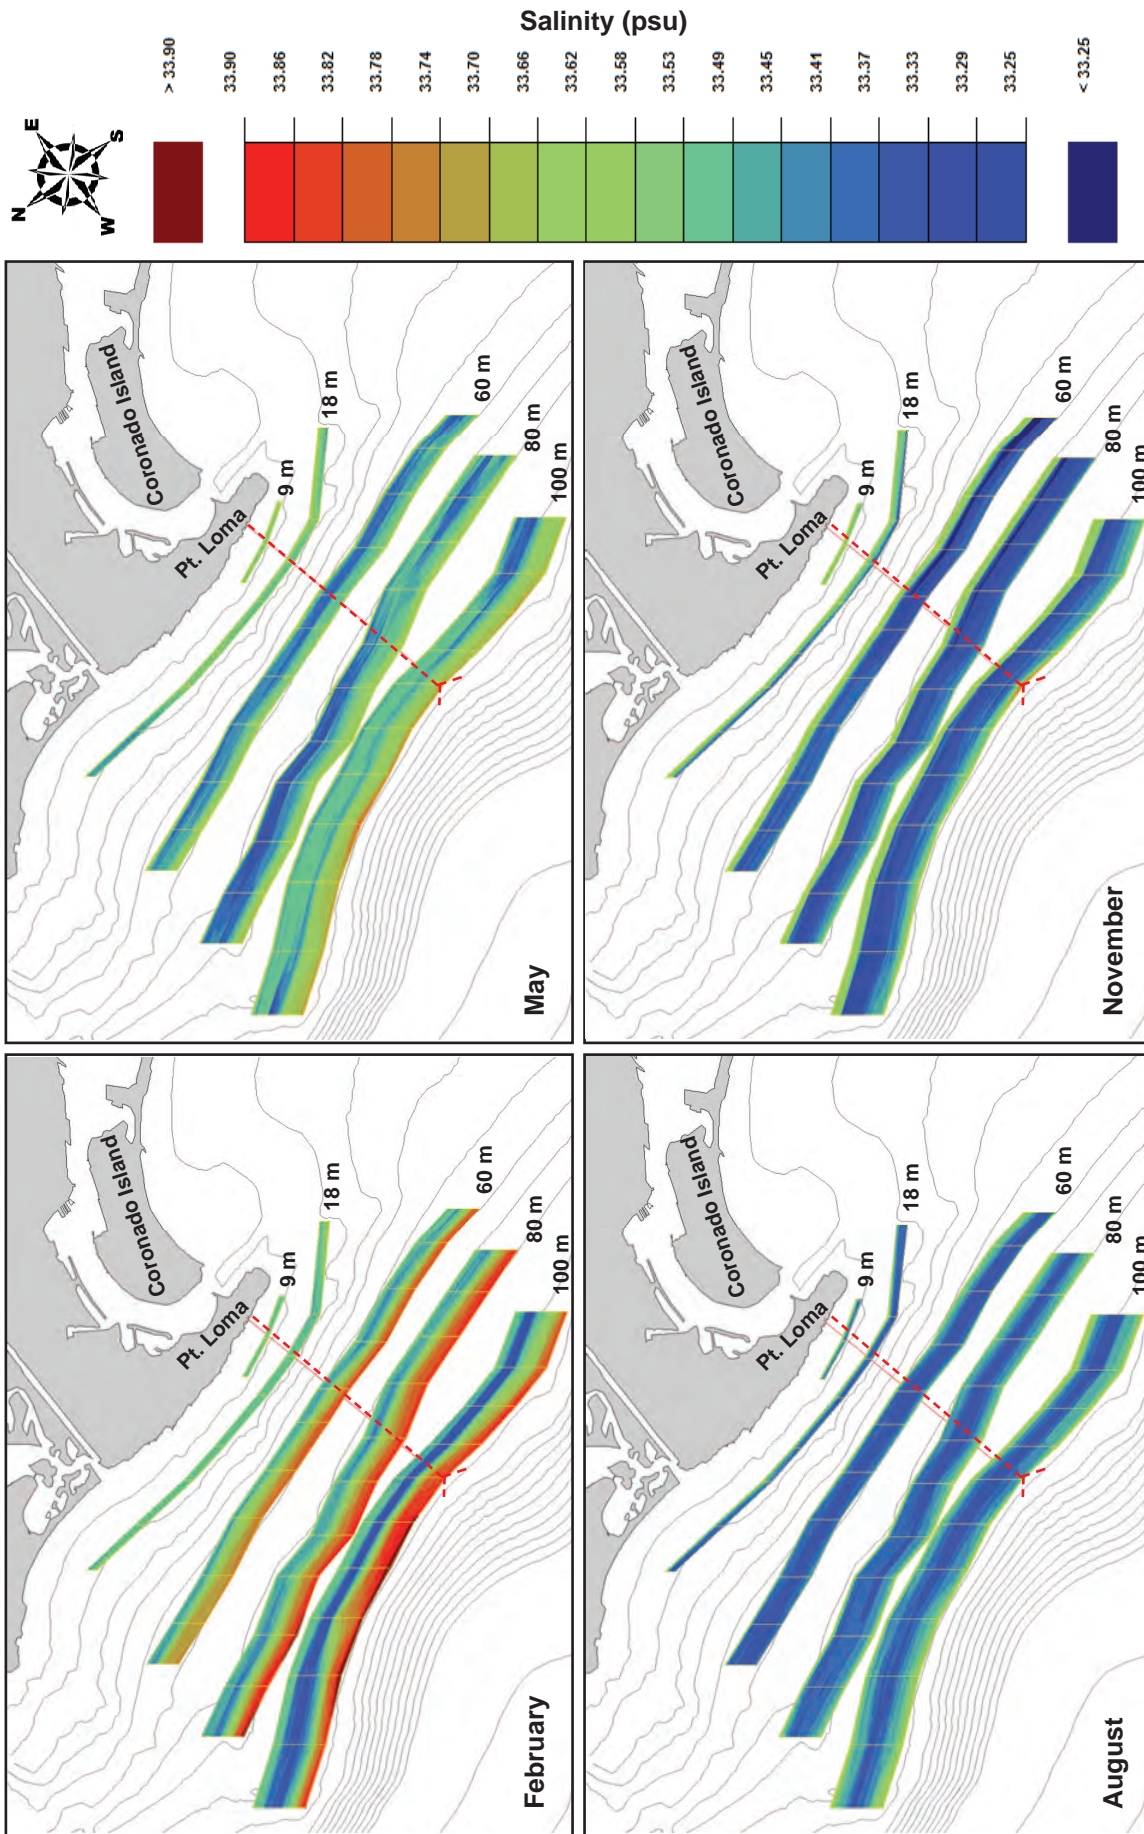 Salinity (psu)
> 33.90
33.90
33.86
33.82
33.78
33.74
33.70
33.66
33.62
33.58
33.53
33.49
33.45
33.41
33.37
33.33
33.29
33.25
< 33.25
N
E
S
W
Coronado Island
Pt. Loma
9 m
18 m
60 m
80 m
100 m
May
Coronado Island
Pt. Loma
9 m
18 m
60 m
80 m
100 m
November
Coronado Island
Pt. Loma
9 m
18 m
60 m
80 m
100 m
February
Coronado Island
Pt. Loma
9 m
18 m
60 m
80 m
100 m
August